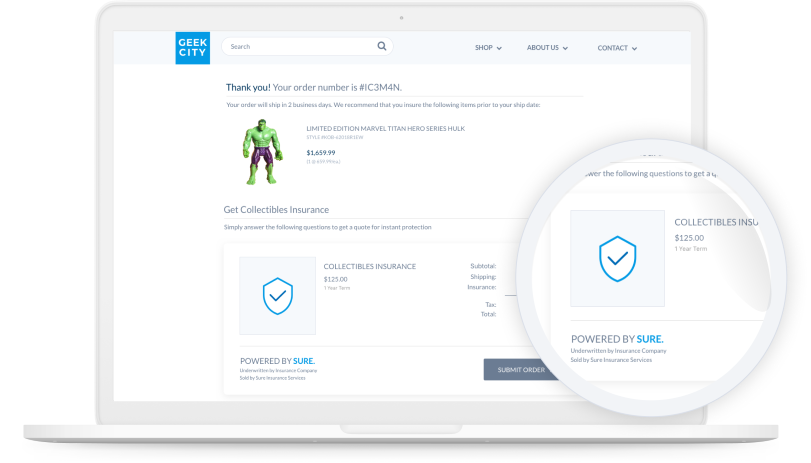 GEEK
CITY
Search
SHOP
ABOUT US
CONTACT
Thank you! Your order number is #IC3M4N.
Your order will ship in 2 business days. We recommend that you insure the following items prior to your ship date:
LIMITED EDITION MARVEL TITAN HERO SERIES HULK
$1,659.99
Get Collectibles Insurance
Simply answer the following questions to get a quote for instant protection
COLLECTIBLES INSURANCE
$125.00
1 Year Term
Subtotal:
Shipping:
Insurance:
Tax:
Total:
POWERED BY SURE.
Underwritten by Insurance Company
Sold by Sure Insurance Services
SUBMIT ORDER
wer the following questions to get a q
COLLECTIBLES INSU
$125.00
1 Year Term
POWERED BY SURE.
Underwritten by Insurance Company
Sold by Sure Insurance Services